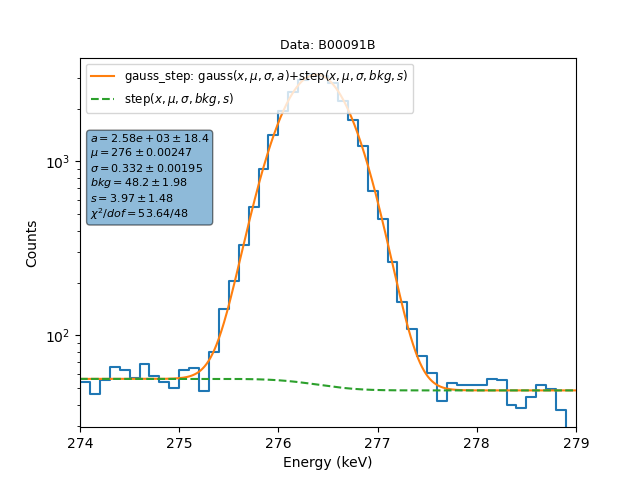 Data: B00091B
gauss_step: gauss(x, μ, σ, a)+step(x, μ, σ, bkg, s)
step(x, μ, σ, bkg, s)
a = 2.58e + 03 ± 18.4
μ = 276 ± 0.00247
σ = 0.332 ± 0.00195
bkg = 48.2 ± 1.98
s = 3.97 ± 1.48
χ²/dof = 53.64/48
10³
10²
Counts
274 275 276 277 278 279
Energy (keV)